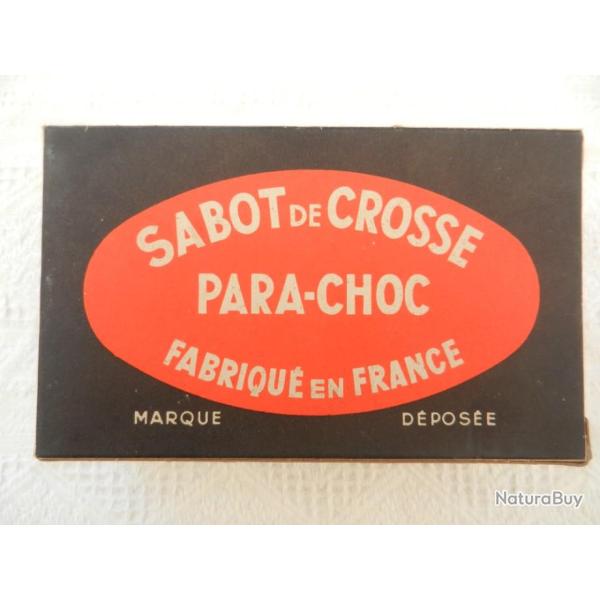 SABOT DE CROSSE
PARA-CHOC
FABRIQUÉ EN FRANCE
MARQUE DÉPOSÉE
NaturaBuy